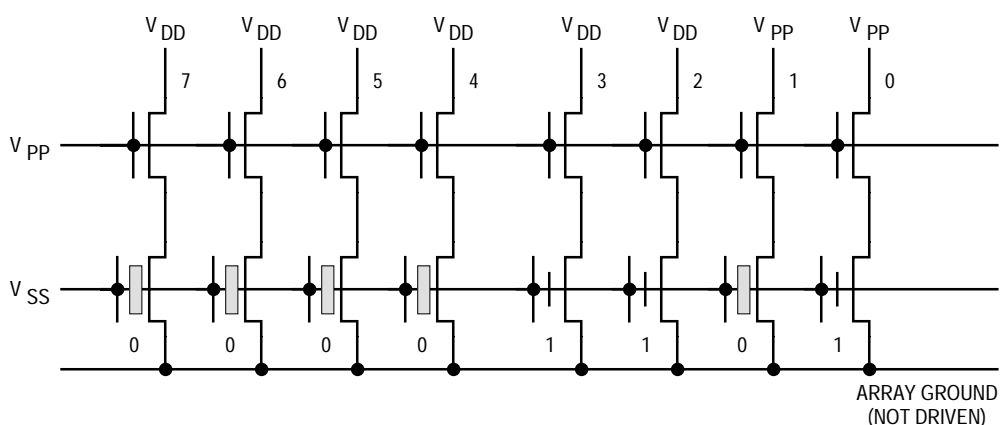 V DD V DD V DD V DD V DD V DD V PP V PP
7 6 5 4 3 2 1 0
V PP
V SS
0 0 0 0 1 1 0 1
ARRAY GROUND
(NOT DRIVEN)